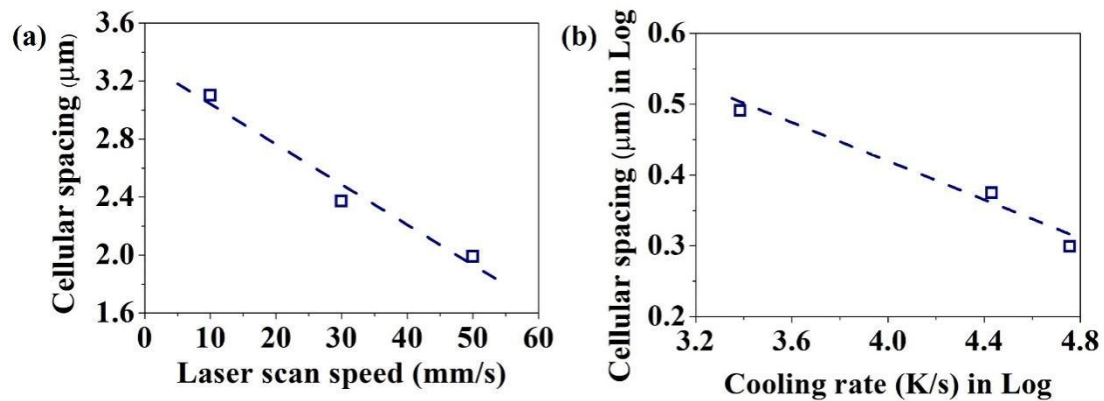 (a)
Cellular spacing (μm)
3.6
3.2
2.8
2.4
2.0
1.6
0 10 20 30 40 50 60
Laser scan speed (mm/s)
(b)
Cellular spacing (μm) in Log
0.6
0.5
0.4
0.3
0.2
3.2 3.6 4.0 4.4 4.8
Cooling rate (K/s) in Log